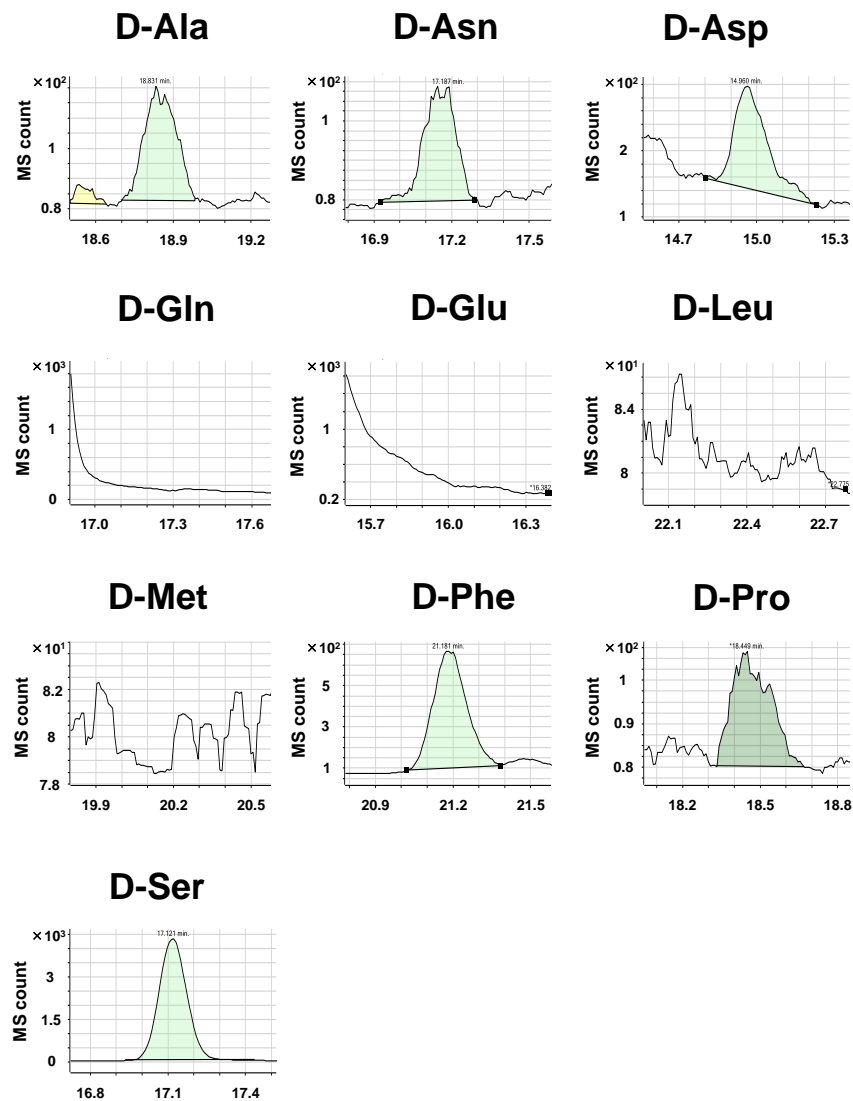 D-Ala D-Asn D-Asp
×10² 18.831 min. ×10² 17.187 min. ×10² 14.960 min.
MS count 1 0.8 MS count 1 0.8 MS count 2 1
18.6 18.9 19.2 16.9 17.2 17.5 14.7 15.0 15.3
D-Gln D-Glu D-Leu
×10³ ×10³ ×10¹
MS count 1 0 MS count 1 0.2 *16.382 MS count 8.4 8 *22.775
17.0 17.3 17.6 15.7 16.0 16.3 22.1 22.4 22.7
D-Met D-Phe D-Pro
×10¹ ×10² 21.181 min. ×10² *18.449 min.
MS count 8.2 8 7.8 MS count 5 3 1 MS count 1 0.9 0.8
19.9 20.2 20.5 20.9 21.2 21.5 18.2 18.5 18.8
D-Ser
×10³ 17.121 min.
MS count 3 1.5 0
16.8 17.1 17.4